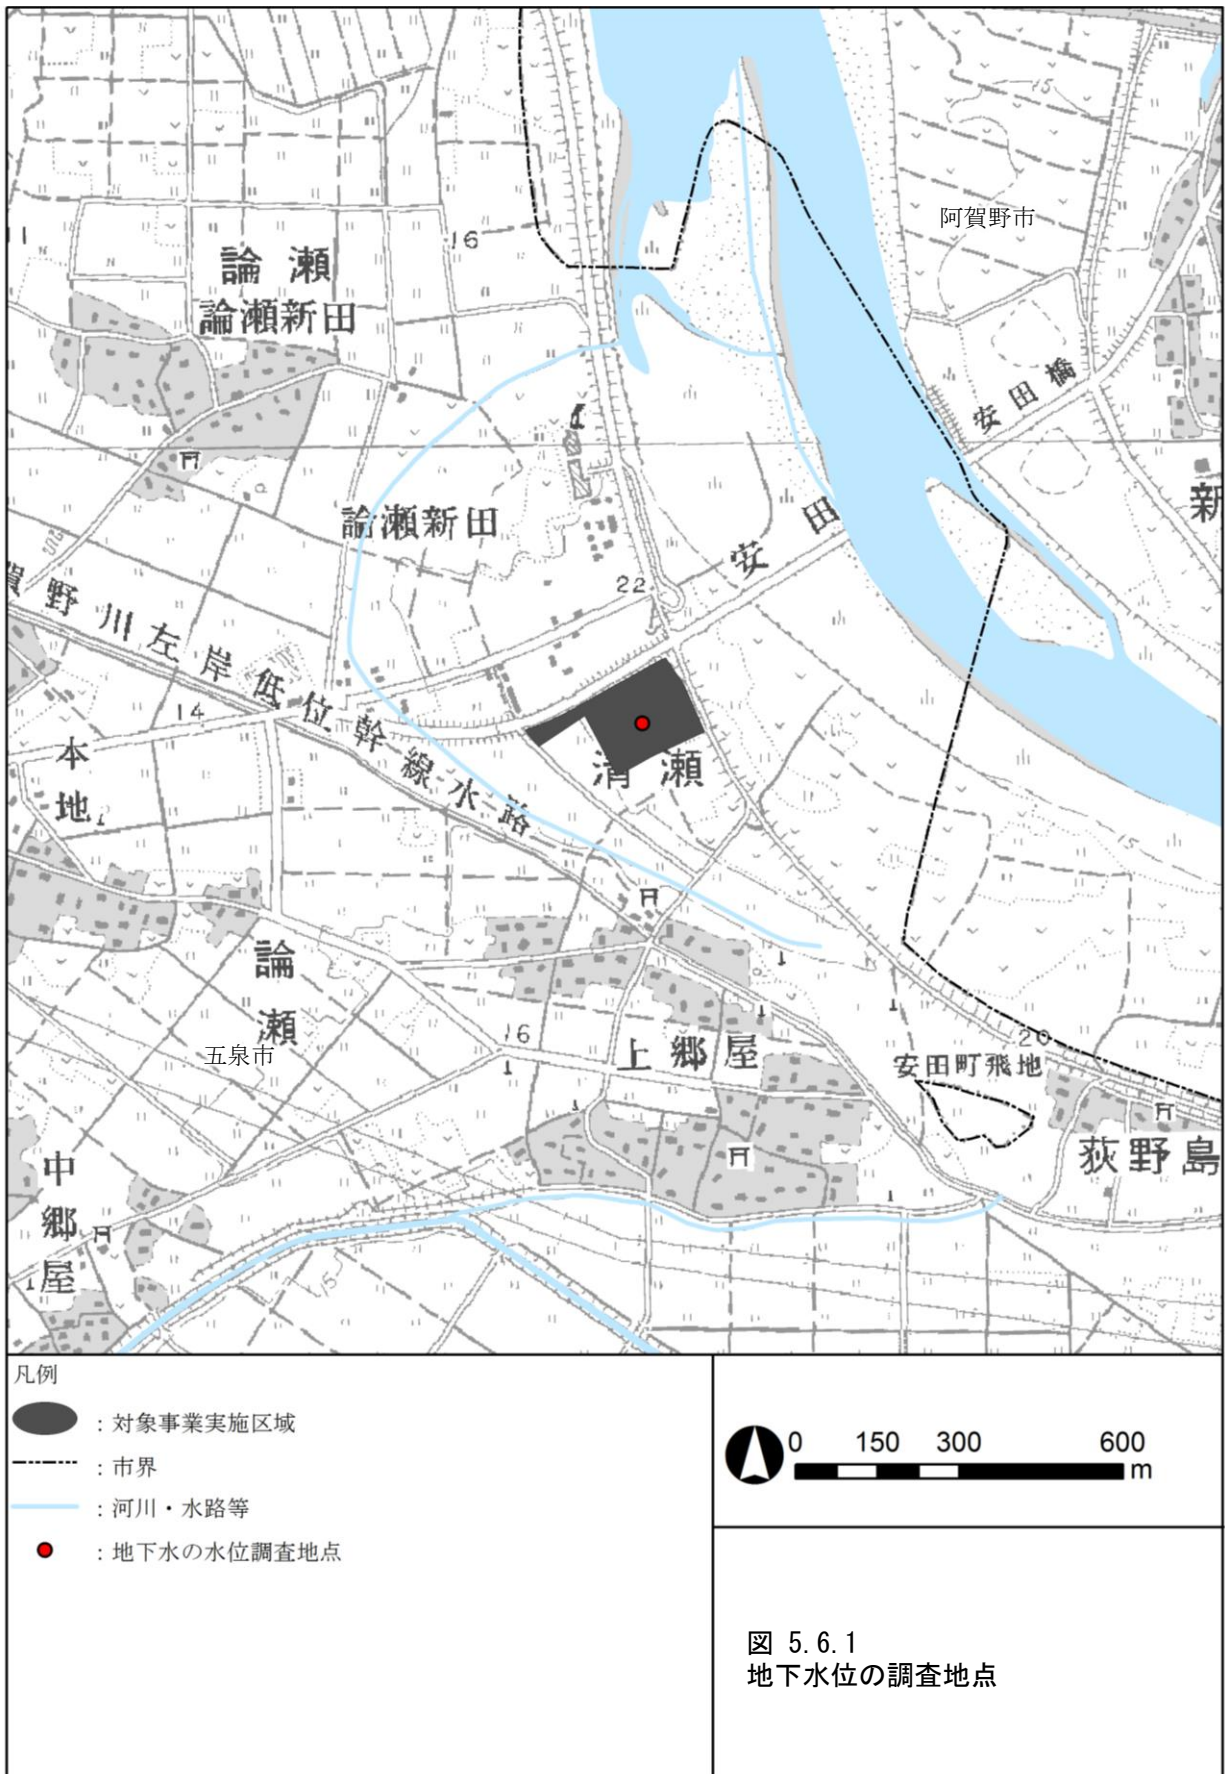 阿賀野市
16
論瀬
論瀬新田
安田橋
新
論瀬新田
安田
22
賀野川左岸低位幹線水路
14
清瀬
本地
15
15
論瀬
五泉市
16
上郷屋
20
安田町飛地
荻野島
中郷屋
15
凡例
：対象事業実施区域
：市界
：河川・水路等
：地下水の水位調査地点
0 150 300 600
m
図 5.6.1
地下水位の調査地点